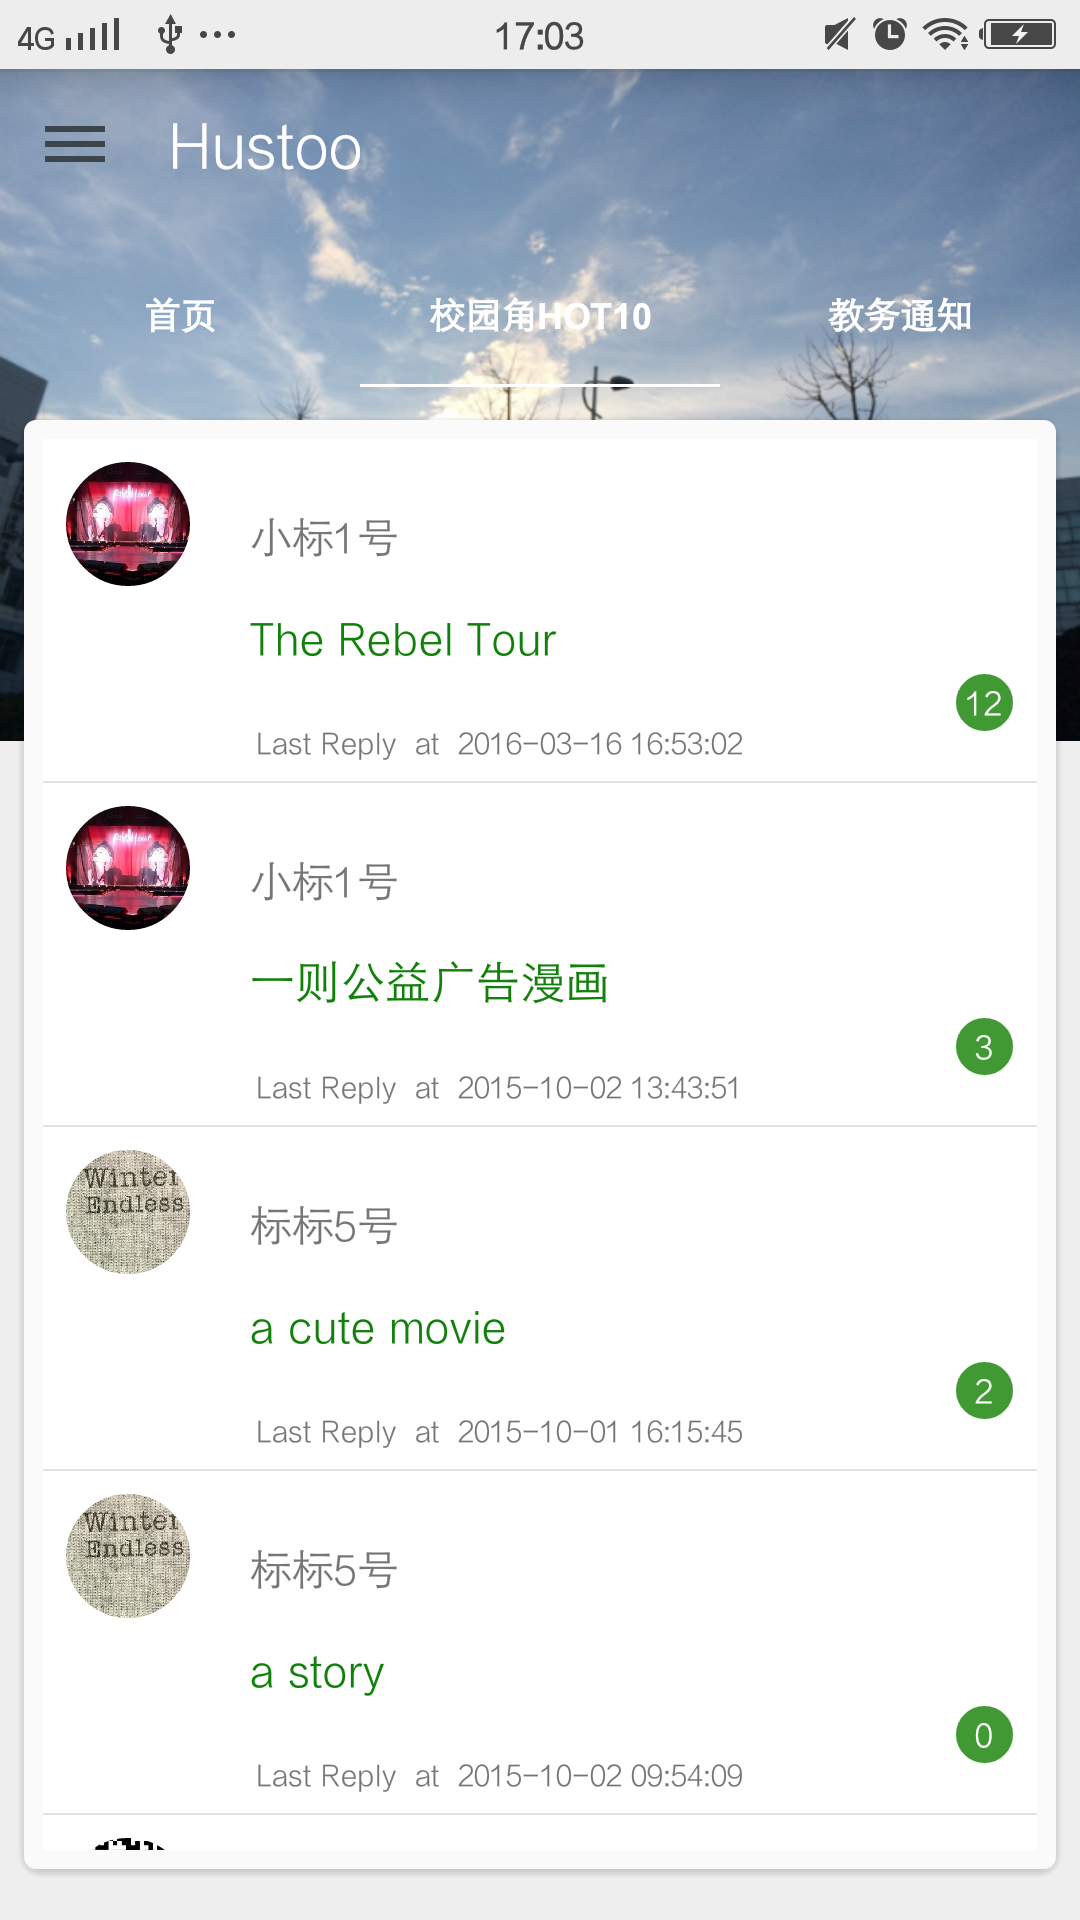 4G 17:03
Hustoo
首页 校园角HOT10 教务通知
小标1号
The Rebel Tour
12
Last Reply at 2016-03-16 16:53:02
小标1号
一则公益广告漫画
3
Last Reply at 2015-10-02 13:43:51
Winter
Endless
标标5号
a cute movie
2
Last Reply at 2015-10-01 16:15:45
Winter
Endless
标标5号
a story
0
Last Reply at 2015-10-02 09:54:09